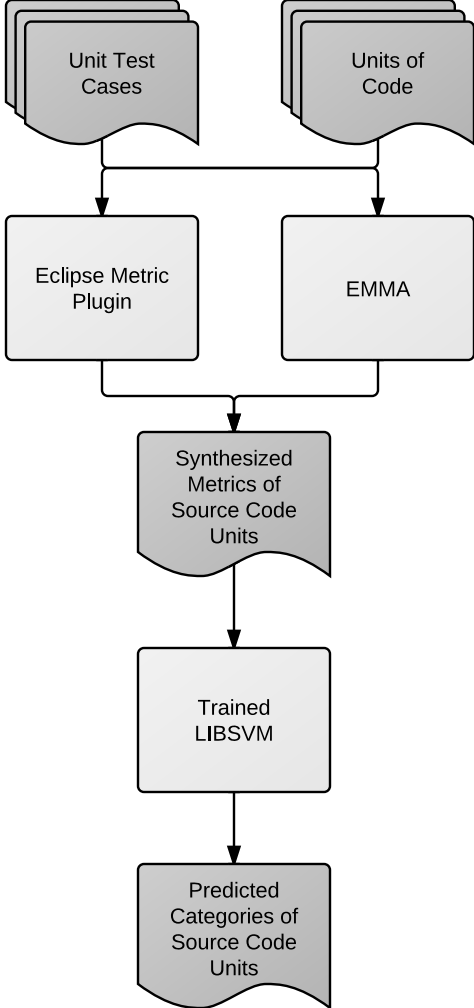 Unit Test
Cases
Units of
Code
Eclipse Metric
Plugin
EMMA
Synthesized
Metrics of
Source Code
Units
Trained
LIBSVM
Predicted
Categories of
Source Code
Units